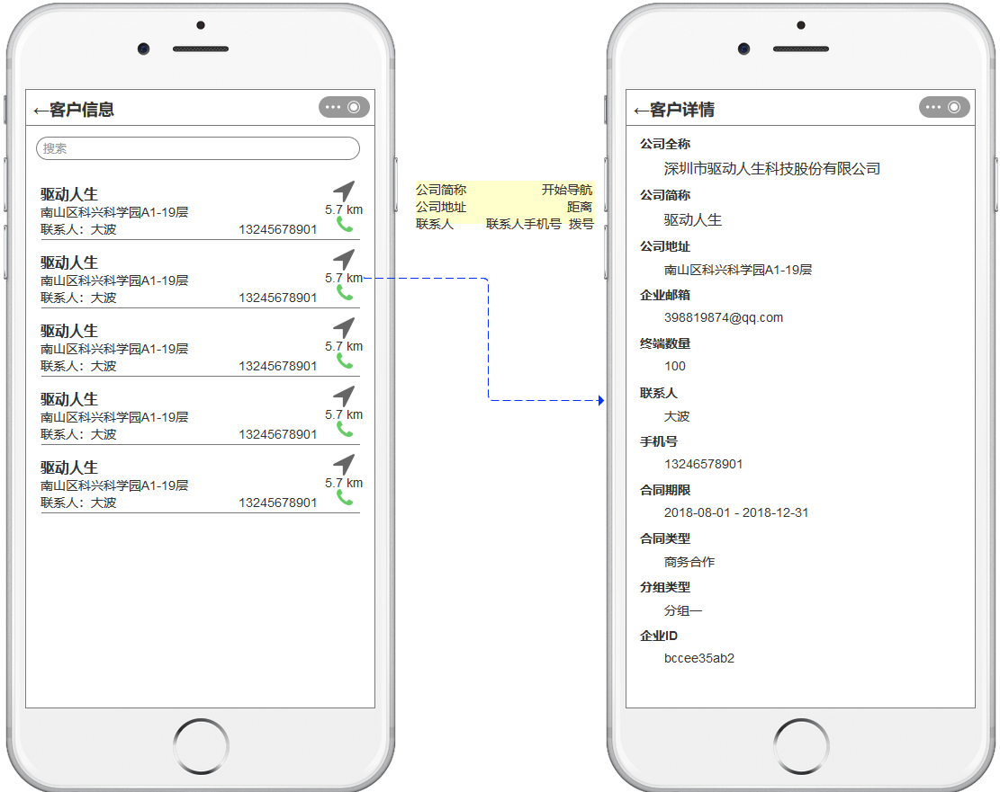 ←客户信息
搜索
驱动人生
南山区科兴科学园A1-19层
5.7 km
联系人：大波 13245678901
驱动人生
南山区科兴科学园A1-19层
5.7 km
联系人：大波 13245678901
驱动人生
南山区科兴科学园A1-19层
5.7 km
联系人：大波 13245678901
驱动人生
南山区科兴科学园A1-19层
5.7 km
联系人：大波 13245678901
驱动人生
南山区科兴科学园A1-19层
5.7 km
联系人：大波 13245678901
公司简称 开始导航
公司地址 距离
联系人 联系人手机号 拨号
←客户详情
公司全称
深圳市驱动人生科技股份有限公司
公司简称
驱动人生
公司地址
南山区科兴科学园A1-19层
企业邮箱
398819874@qq.com
终端数量
100
联系人
大波
手机号
13246578901
合同期限
2018-08-01 - 2018-12-31
合同类型
商务合作
分组类型
分组一
企业ID
bccee35ab2